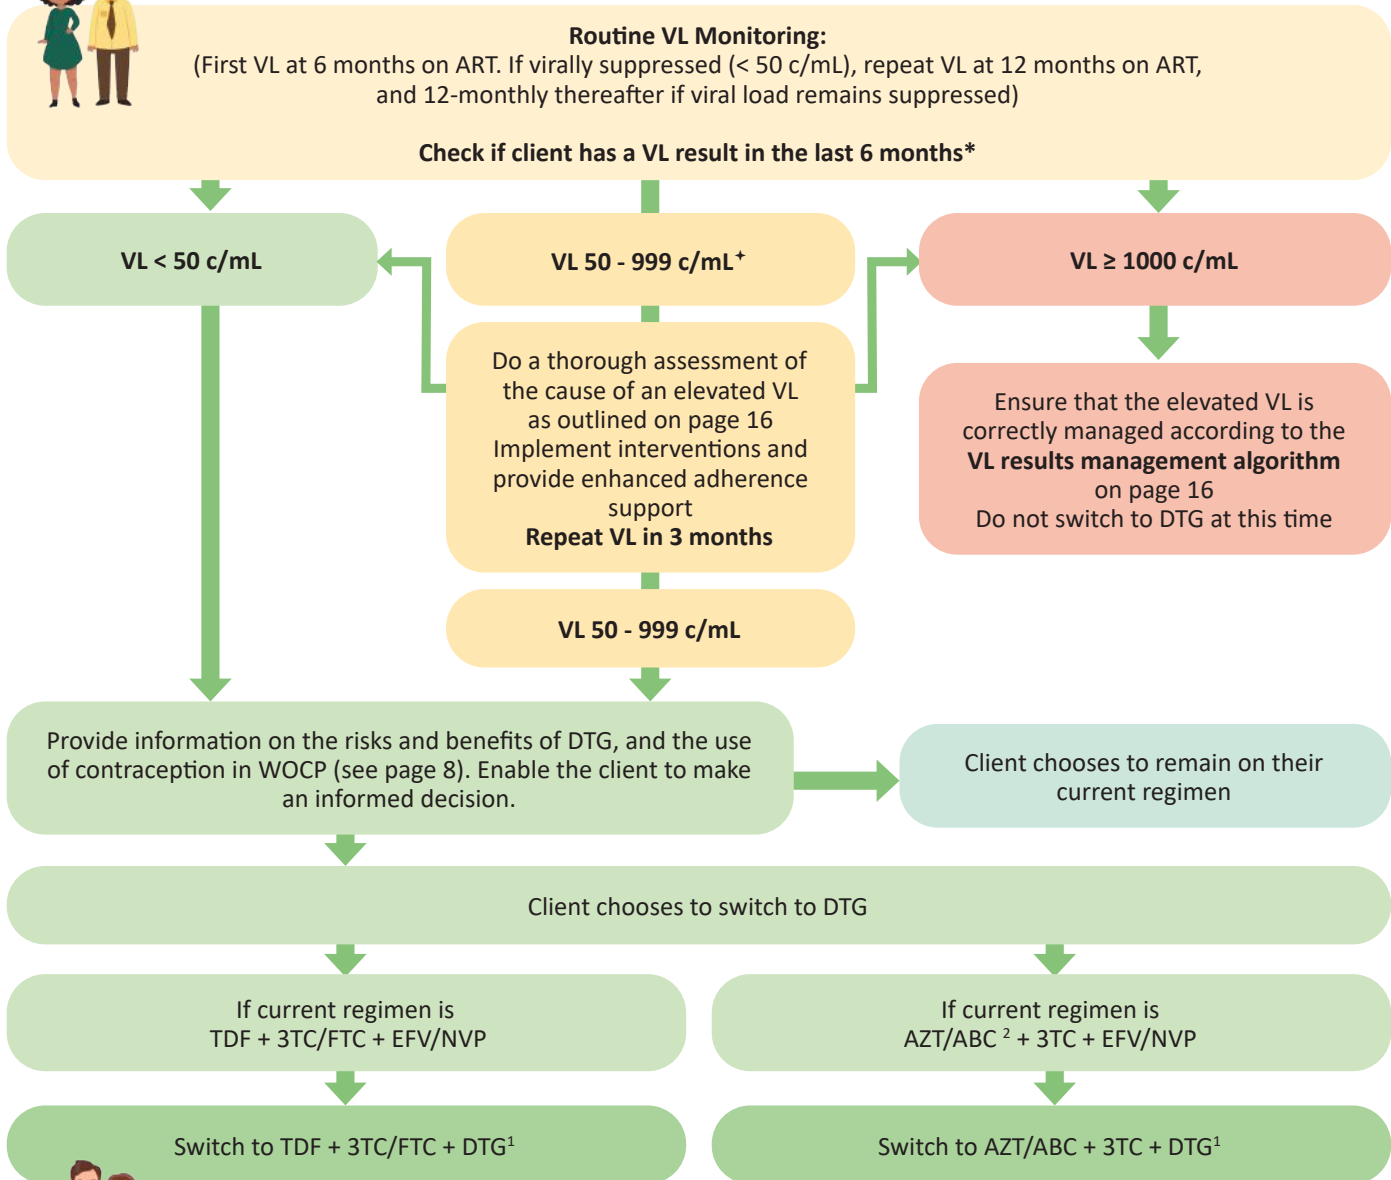 Routine VL Monitoring:
(First VL at 6 months on ART. If virally suppressed (< 50 c/mL), repeat VL at 12 months on ART,
and 12-monthly thereafter if viral load remains suppressed)
Check if client has a VL result in the last 6 months*
VL < 50 c/mL
VL 50 - 999 c/mL⁺
VL ≥ 1000 c/mL
Do a thorough assessment of
the cause of an elevated VL
as outlined on page 16
Implement interventions and
provide enhanced adherence
support
Repeat VL in 3 months
Ensure that the elevated VL is
correctly managed according to the
VL results management algorithm
on page 16
Do not switch to DTG at this time
VL 50 - 999 c/mL
Provide information on the risks and benefits of DTG, and the use
of contraception in WOCP (see page 8). Enable the client to make
an informed decision.
Client chooses to remain on their
current regimen
Client chooses to switch to DTG
If current regimen is
TDF + 3TC/FTC + EFV/NVP
If current regimen is
AZT/ABC ² + 3TC + EFV/NVP
Switch to TDF + 3TC/FTC + DTG¹
Switch to AZT/ABC + 3TC + DTG¹